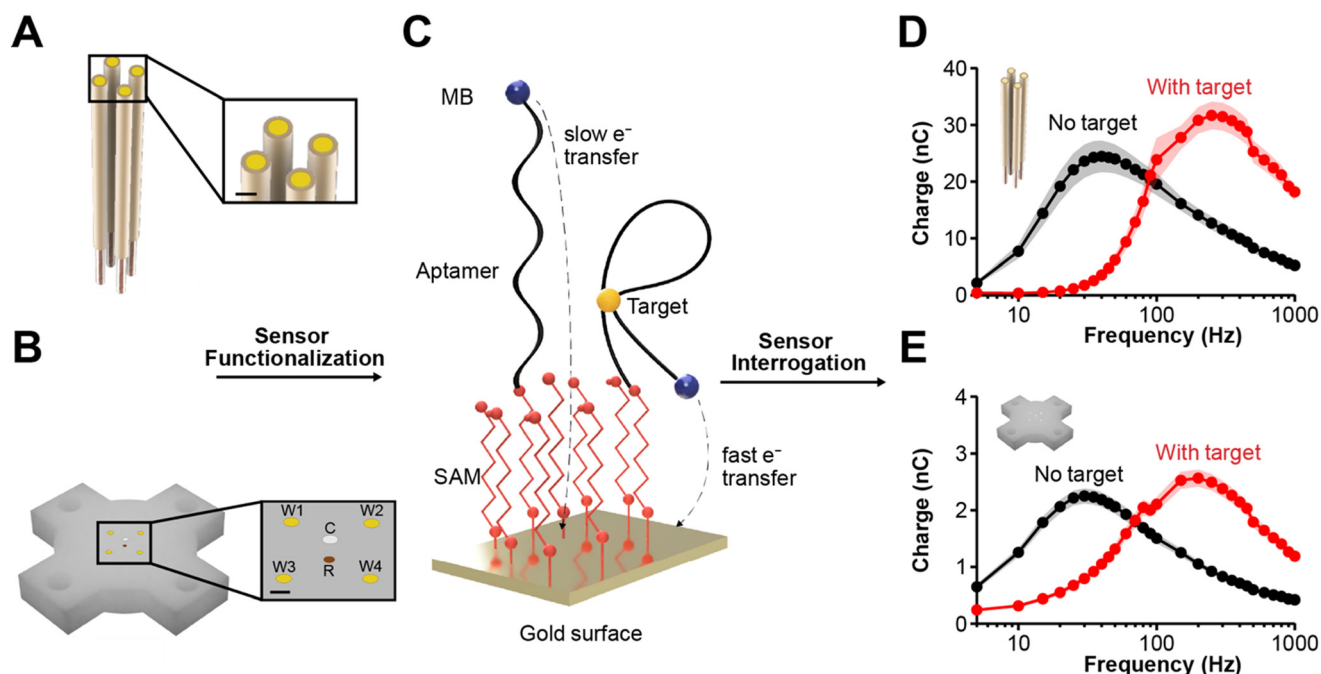 A
B
Sensor
Functionalization
W1
W2
C
R
W3
W4
C
MB
slow e⁻
transfer
Aptamer
Target
SAM
fast e⁻
transfer
Gold surface
Sensor
Interrogation
D
With target
No target
Charge (nC)
40
30
20
10
0
10
100
1000
Frequency (Hz)
E
With target
No target
Charge (nC)
4
3
2
1
0
10
100
1000
Frequency (Hz)